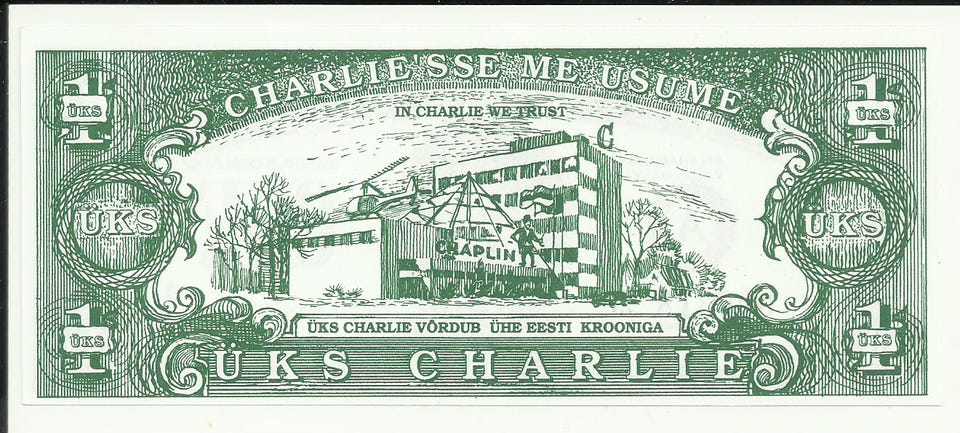 CHARLIE'SSE ME USUME
IN CHARLIE WE TRUST
1 ÜKS
1 ÜKS
G
CHAPLIN
ÜKS
ÜKS
ÜKS CHARLIE VÕRDUB ÜHE EESTI KROONIGA
1 ÜKS
1 ÜKS
ÜKS CHARLIE